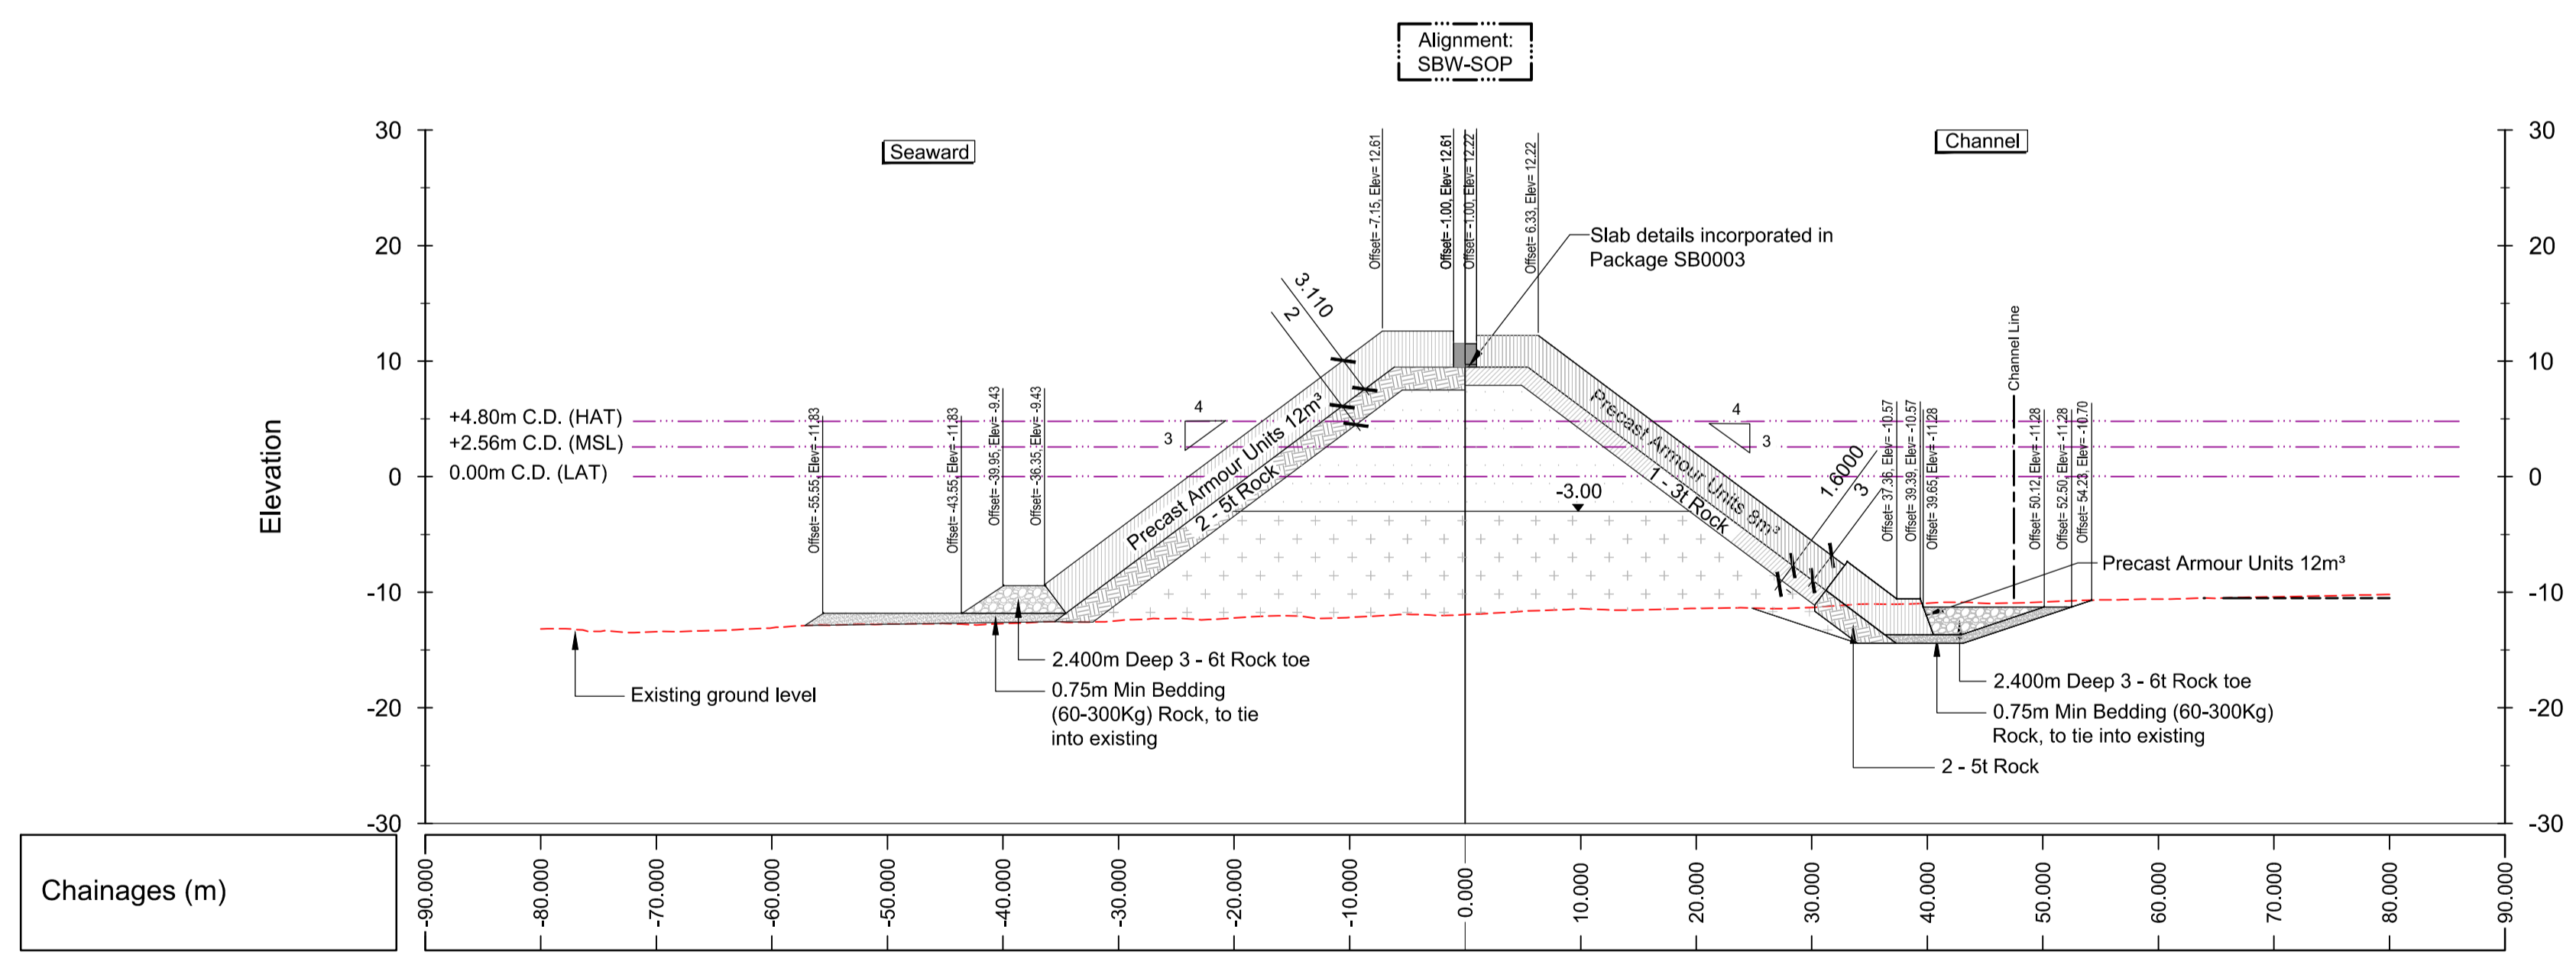 Alignment:
SBW-SOP
Seaward
Channel
Elevation
30
20
10
0
-10
-20
-30
30
20
10
0
-10
-20
-30
+4.80m C.D. (HAT)
+2.56m C.D. (MSL)
0.00m C.D. (LAT)
Offset= -55.55, Elev= -11.83
Offset= -43.55, Elev= -11.83
Offset= -39.95, Elev= -9.43
Offset= -36.35, Elev= -9.43
Offset= -7.15, Elev= 12.61
Offset= -1.00, Elev= 12.61
Offset= -1.00, Elev= 12.22
Offset= 6.33, Elev= 12.22
Offset= 37.36, Elev= -10.57
Offset= 39.39, Elev= -10.57
Offset= 39.65, Elev= -11.28
Offset= 50.12, Elev= -11.28
Offset= 52.50, Elev= -11.28
Offset= 54.23, Elev= -10.70
Channel Line
Slab details incorporated in
Package SB0003
3.110
2
4
3
4
3
1.6000
3
Precast Armour Units 12m³
2 - 5t Rock
Precast Armour Units 8m³
1 - 3t Rock
-3.00
Precast Armour Units 12m³
Existing ground level
2.400m Deep 3 - 6t Rock toe
0.75m Min Bedding
(60-300Kg) Rock, to tie
into existing
2.400m Deep 3 - 6t Rock toe
0.75m Min Bedding (60-300Kg)
Rock, to tie into existing
2 - 5t Rock
Chainages (m)
-90.000
-80.000
-70.000
-60.000
-50.000
-40.000
-30.000
-20.000
-10.000
0.000
10.000
20.000
30.000
40.000
50.000
60.000
70.000
80.000
90.000